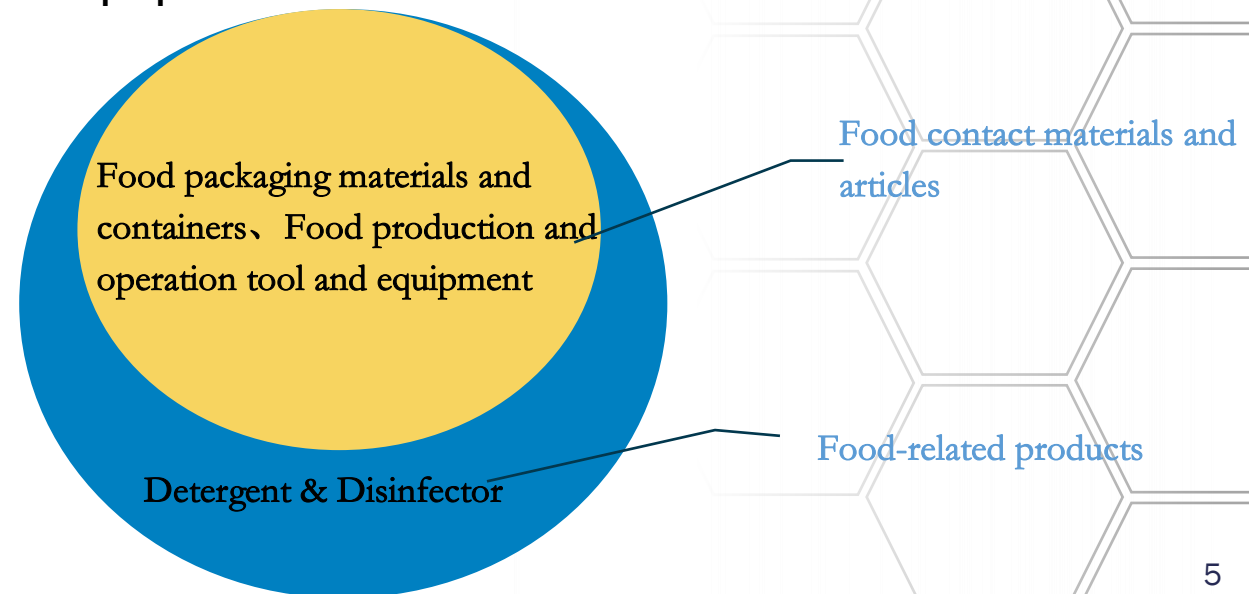 Food packaging materials and
containers、Food production and
operation tool and equipment
Food contact materials and
articles
Detergent & Disinfector
Food-related products
5